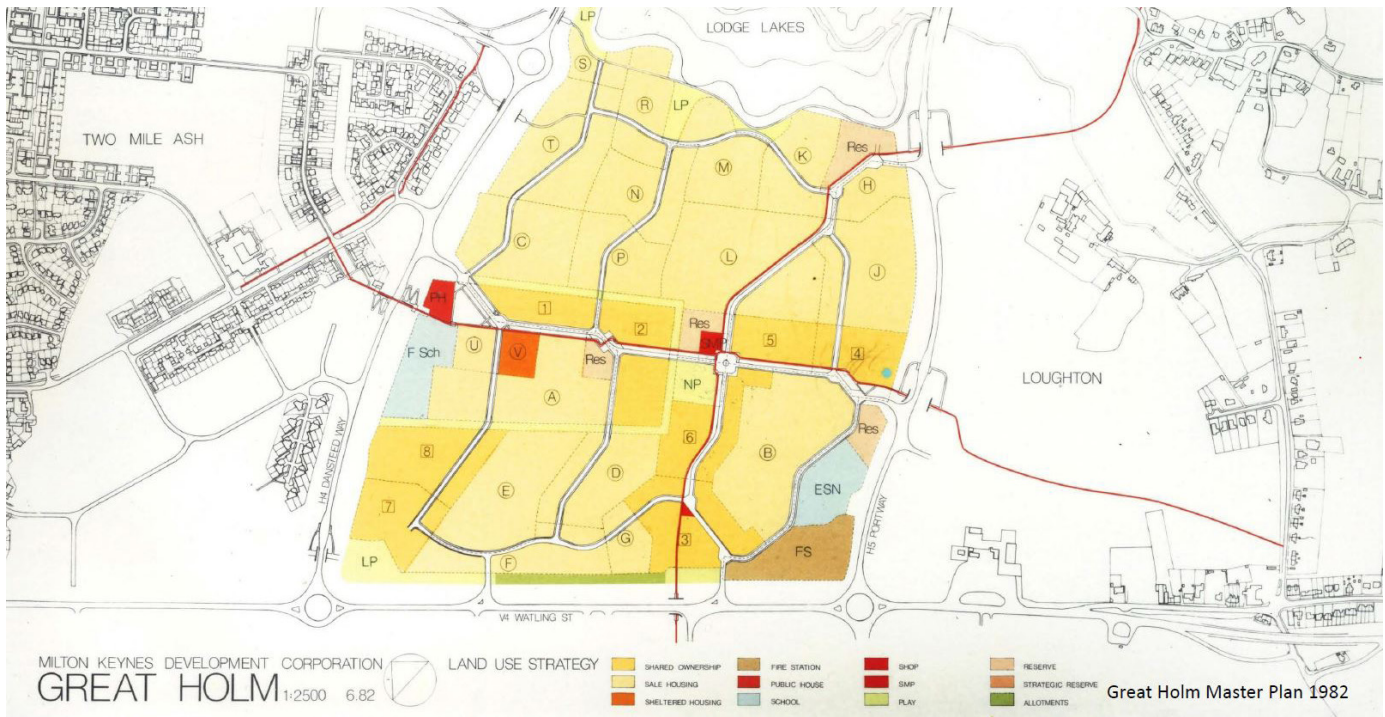 LP
LODGE LAKES
S
R
LP
TWO MILE ASH
T
M
K
Res
N
H
C
P
L
J
PH
1
2
Res
SMP
5
F Sch
U
V
Res
4
NP
LOUGHTON
A
6
8
B
Res
D
E
ESN
7
H4 DANSTEED WAY
H5 PORTWAY
G
3
FS
LP
F
V4 WATLING ST
MILTON KEYNES DEVELOPMENT CORPORATION
GREAT HOLM 1:2500 6.82
LAND USE STRATEGY
SHARED OWNERSHIP
SALE HOUSING
SHELTERED HOUSING
FIRE STATION
PUBLIC HOUSE
SCHOOL
SHOP
SMP
PLAY
RESERVE
STRATEGIC RESERVE
ALLOTMENTS
Great Holm Master Plan 1982